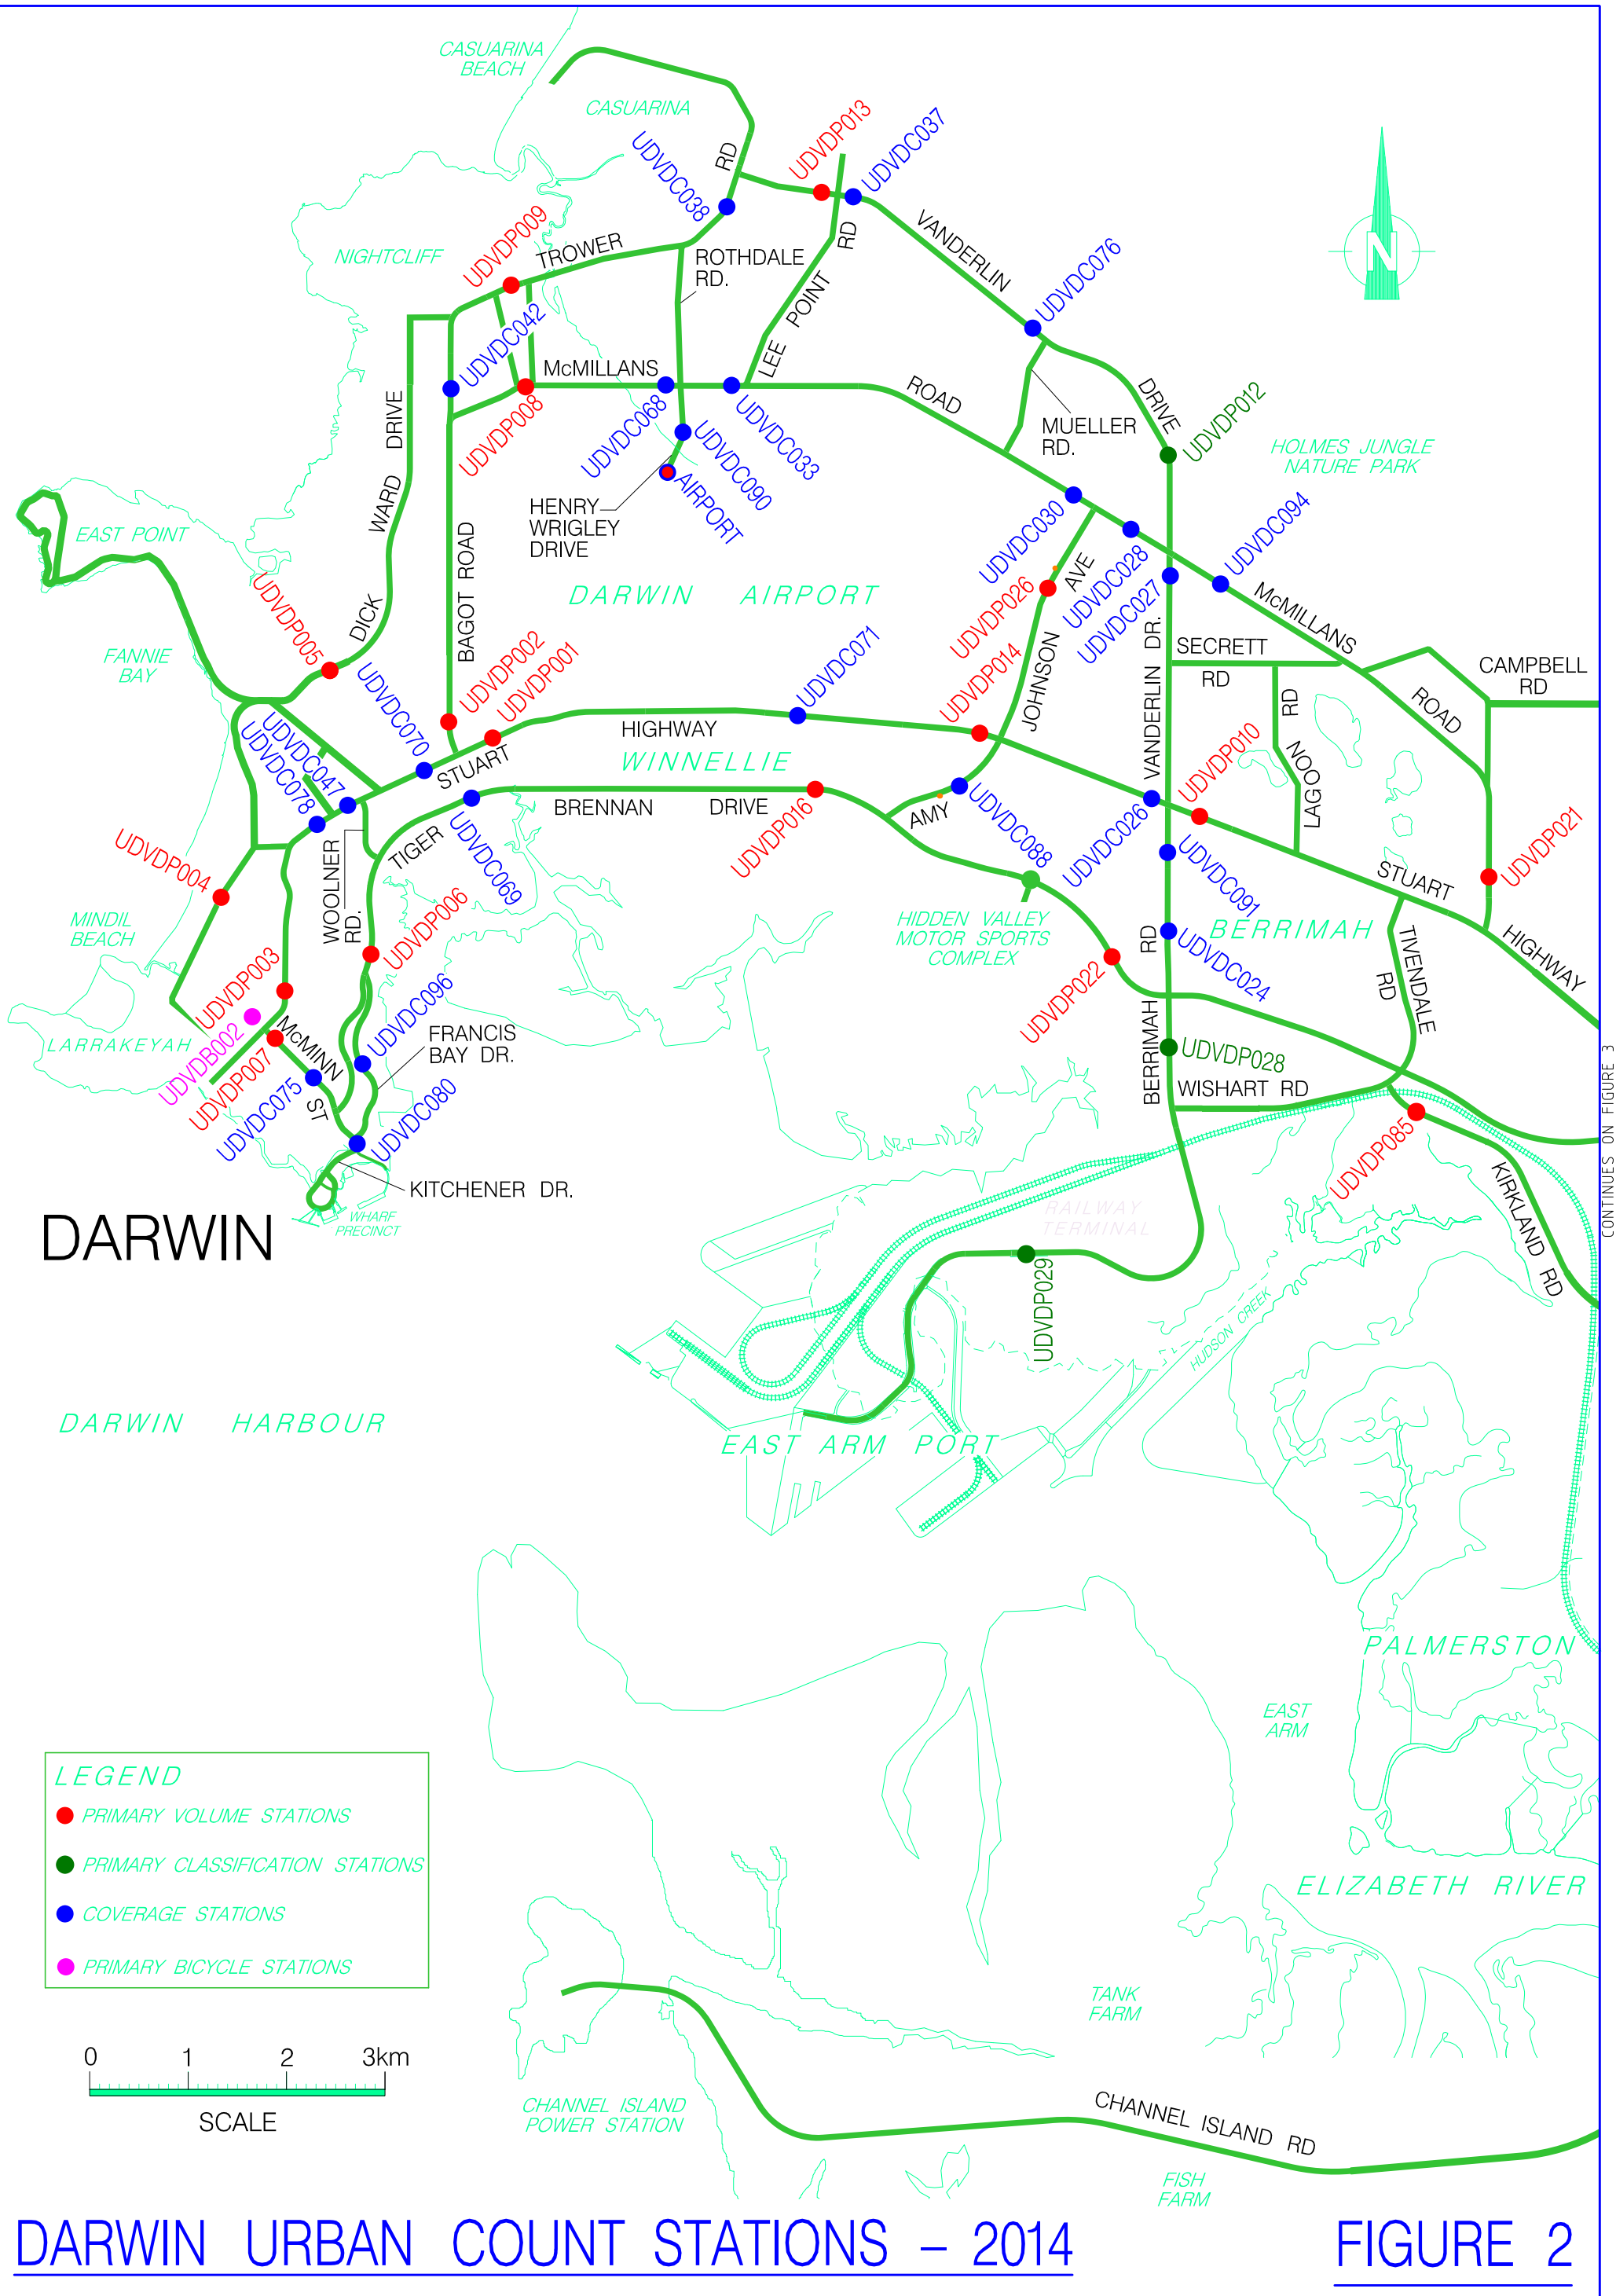 CASUARINA
BEACH
CASUARINA
UDVDP013
UDVDC037
UDVDC038
RD
UDVDP009
NIGHTCLIFF
TROWER
ROTHDALE
RD.
LEE POINT RD
VANDERLIN
UDVDC076
N
UDVDC042
McMILLANS
ROAD
DRIVE
UDVDP012
UDVDP008
UDVDC068
UDVDC033
UDVDC090
AIRPORT
MUELLER
RD.
HOLMES JUNGLE
NATURE PARK
HENRY
WRIGLEY
DRIVE
WARD DRIVE
DICK
EAST POINT
BAGOT ROAD
UDVDC030
UDVDC028
UDVDC027
UDVDC094
McMILLANS
ROAD
DARWIN AIRPORT
UDVDP026
AVE
JOHNSON
UDVDP005
FANNIE
BAY
UDVDP002
UDVDP001
UDVDC071
UDVDP014
VANDERLIN DR.
SECRETT
RD
CAMPBELL
RD
LAGOON RD
UDVDC070
UDVDC047
UDVDC078
STUART
HIGHWAY
WINNELLIE
UDVDP010
BRENNAN DRIVE
TIGER
AMY
UDVDP016
UDVDC088
UDVDC026
UDVDC069
UDVDC091
UDVDP021
WOOLNER
RD.
UDVDP004
MINDIL
BEACH
UDVDP006
HIDDEN VALLEY
MOTOR SPORTS
COMPLEX
BERRIMAH
STUART
HIGHWAY
UDVDC024
UDVDP022
TIVENDALE
RD
UDVDP003
UDVDB002
LARRAKEYAH
UDVDP007
McMINN
ST
UDVDC096
FRANCIS
BAY DR.
UDVDC075
UDVDC080
BERRIMAH RD
UDVDP028
WISHART RD
UDVDP085
KIRKLAND RD
CONTINUES ON FIGURE 3
KITCHENER DR.
WHARF
PRECINCT
DARWIN
RAILWAY
TERMINAL
UDVDP029
HUDSON CREEK
DARWIN HARBOUR
EAST ARM PORT
PALMERSTON
EAST
ARM
ELIZABETH RIVER
LEGEND
PRIMARY VOLUME STATIONS
PRIMARY CLASSIFICATION STATIONS
COVERAGE STATIONS
PRIMARY BICYCLE STATIONS
TANK
FARM
0 1 2 3km
SCALE
CHANNEL ISLAND
POWER STATION
CHANNEL ISLAND RD
FISH
FARM
DARWIN URBAN COUNT STATIONS – 2014
FIGURE 2